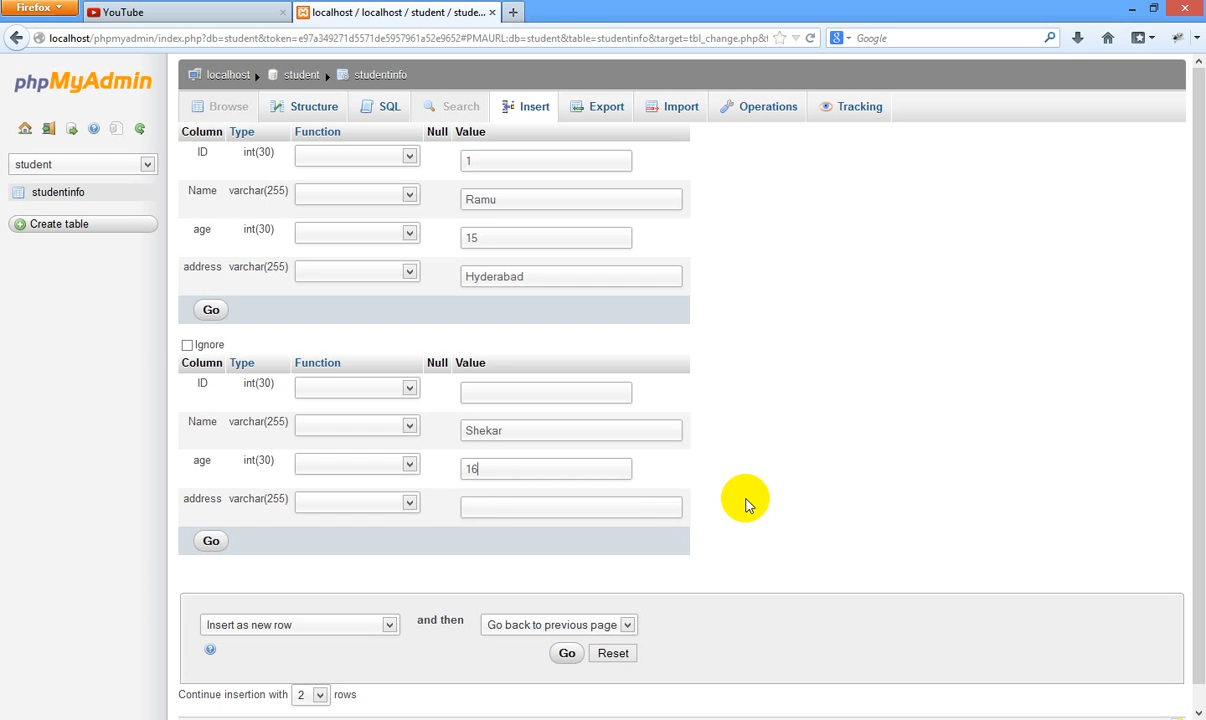 Firefox
YouTube
localhost / localhost / student / stude...
localhost/phpmyadmin/index.php?db=student&token=e97a349271d5571de5957961a52e9652#PMAURL:db=student&table=studentinfo&target=tbl_change.php&t
Google
phpMyAdmin
student
studentinfo
Create table
localhost student studentinfo
Browse Structure SQL Search Insert Export Import Operations Tracking
Column Type Function Null Value
ID int(30) 1
Name varchar(255) Ramu
age int(30) 15
address varchar(255) Hyderabad
Go
Ignore
Column Type Function Null Value
ID int(30)
Name varchar(255) Shekar
age int(30) 16
address varchar(255)
Go
Insert as new row and then Go back to previous page
Go Reset
Continue insertion with 2 rows